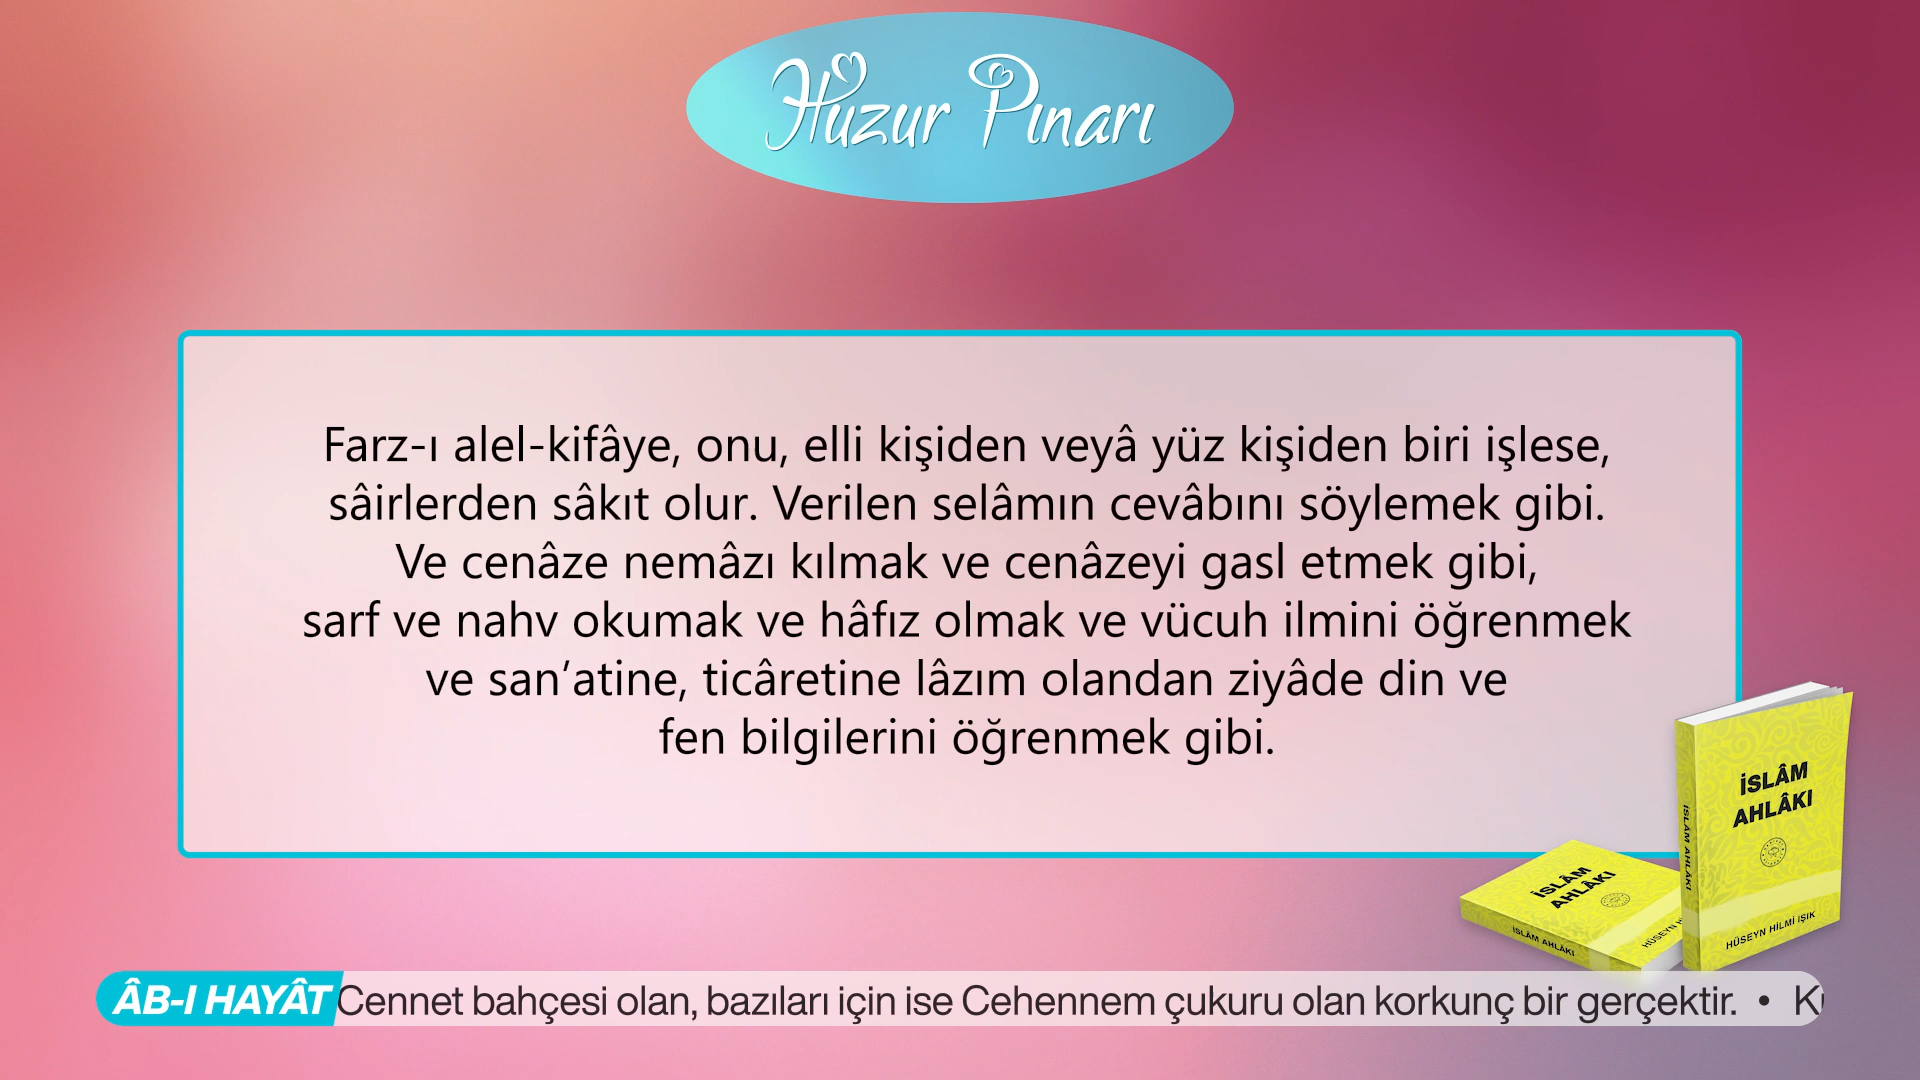 Huzur Pınarı
Farz-ı alel-kifâye, onu, elli kişiden veyâ yüz kişiden biri işlese,
sâirlerden sâkıt olur. Verilen selâmın cevâbını söylemek gibi.
Ve cenâze nemâzı kılmak ve cenâzeyi gasl etmek gibi,
sarf ve nahv okumak ve hâfız olmak ve vücuh ilmini öğrenmek
ve san’atine, ticâretine lâzım olandan ziyâde din ve
fen bilgilerini öğrenmek gibi.
İSLÂM
AHLÂKI
HÜSEYN HİLMİ IŞIK
İSLÂM AHLÂKI
İSLÂM
AHLÂKI
HÜSEYN
İSLÂM AHLÂKI
ÂB-I HAYÂT Cennet bahçesi olan, bazıları için ise Cehennem çukuru olan korkunç bir gerçektir. •